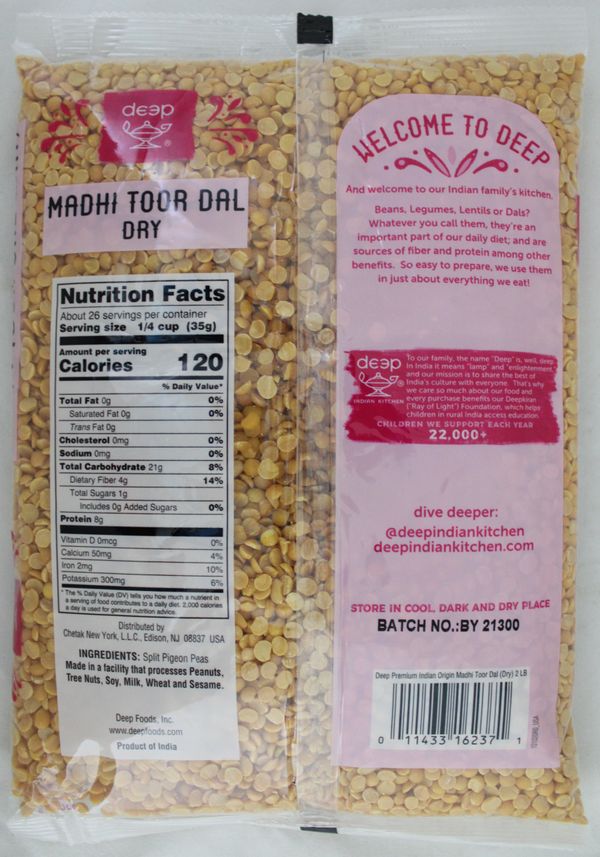 deep
®
MADHI TOOR DAL
DRY
Nutrition Facts
About 26 servings per container
Serving size 1/4 cup (35g)
Amount per serving
Calories 120
% Daily Value*
Total Fat 0g 0%
Saturated Fat 0g 0%
Trans Fat 0g
Cholesterol 0mg 0%
Sodium 0mg 0%
Total Carbohydrate 21g 8%
Dietary Fiber 4g 14%
Total Sugars 1g
Includes 0g Added Sugars 0%
Protein 8g
Vitamin D 0mcg 0%
Calcium 50mg 4%
Iron 2mg 10%
Potassium 300mg 6%
* The % Daily Value (DV) tells you how much a nutrient in
a serving of food contributes to a daily diet. 2,000 calories
a day is used for general nutrition advice.
Distributed by
Chetak New York, L.L.C., Edison, NJ 08837 USA
INGREDIENTS: Split Pigeon Peas
Made in a facility that processes Peanuts,
Tree Nuts, Soy, Milk, Wheat and Sesame.
Deep Foods, Inc.
www.deepfoods.com
Product of India
WELCOME TO DEEP
And welcome to our Indian family's kitchen.
Beans, Legumes, Lentils or Dals?
Whatever you call them, they're an
important part of our daily diet; and are
sources of fiber and protein among other
benefits. So easy to prepare, we use them
in just about everything we eat!
deep
®
INDIAN KITCHEN
To our family, the name "Deep" is, well, deep.
In India it means "lamp" and "enlightenment,"
and our mission is to share the best of
India's culture with everyone. That's why
we care so much about our food and
every purchase benefits our Deepkiran
("Ray of Light") Foundation, which helps
children in rural India access education.
CHILDREN WE SUPPORT EACH YEAR
22,000+
dive deeper:
@deepindiankitchen
deepindiankitchen.com
STORE IN COOL, DARK AND DRY PLACE
BATCH NO.:BY 21300
Deep Premium Indian Origin Madhi Toor Dal (Dry) 2 LB
0 11433 16237 1